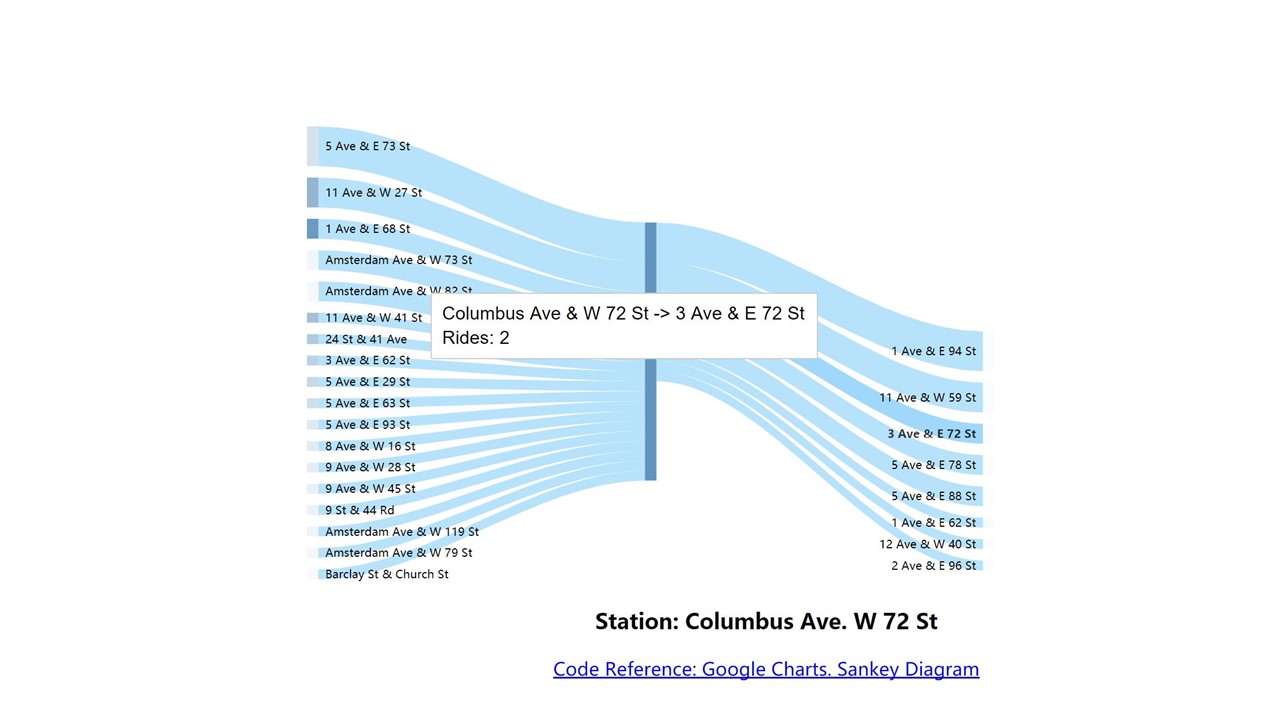 5 Ave & E 73 St
11 Ave & W 27 St
1 Ave & E 68 St
Amsterdam Ave & W 73 St
Amsterdam Ave & W 82 St
11 Ave & W 41 St
24 St & 41 Ave
3 Ave & E 62 St
5 Ave & E 29 St
5 Ave & E 63 St
5 Ave & E 93 St
8 Ave & W 16 St
9 Ave & W 28 St
9 Ave & W 45 St
9 St & 44 Rd
Amsterdam Ave & W 119 St
Amsterdam Ave & W 79 St
Barclay St & Church St
Columbus Ave & W 72 St -> 3 Ave & E 72 St
Rides: 2
1 Ave & E 94 St
11 Ave & W 59 St
3 Ave & E 72 St
5 Ave & E 78 St
5 Ave & E 88 St
1 Ave & E 62 St
12 Ave & W 40 St
2 Ave & E 96 St
Station: Columbus Ave. W 72 St
Code Reference: Google Charts. Sankey Diagram